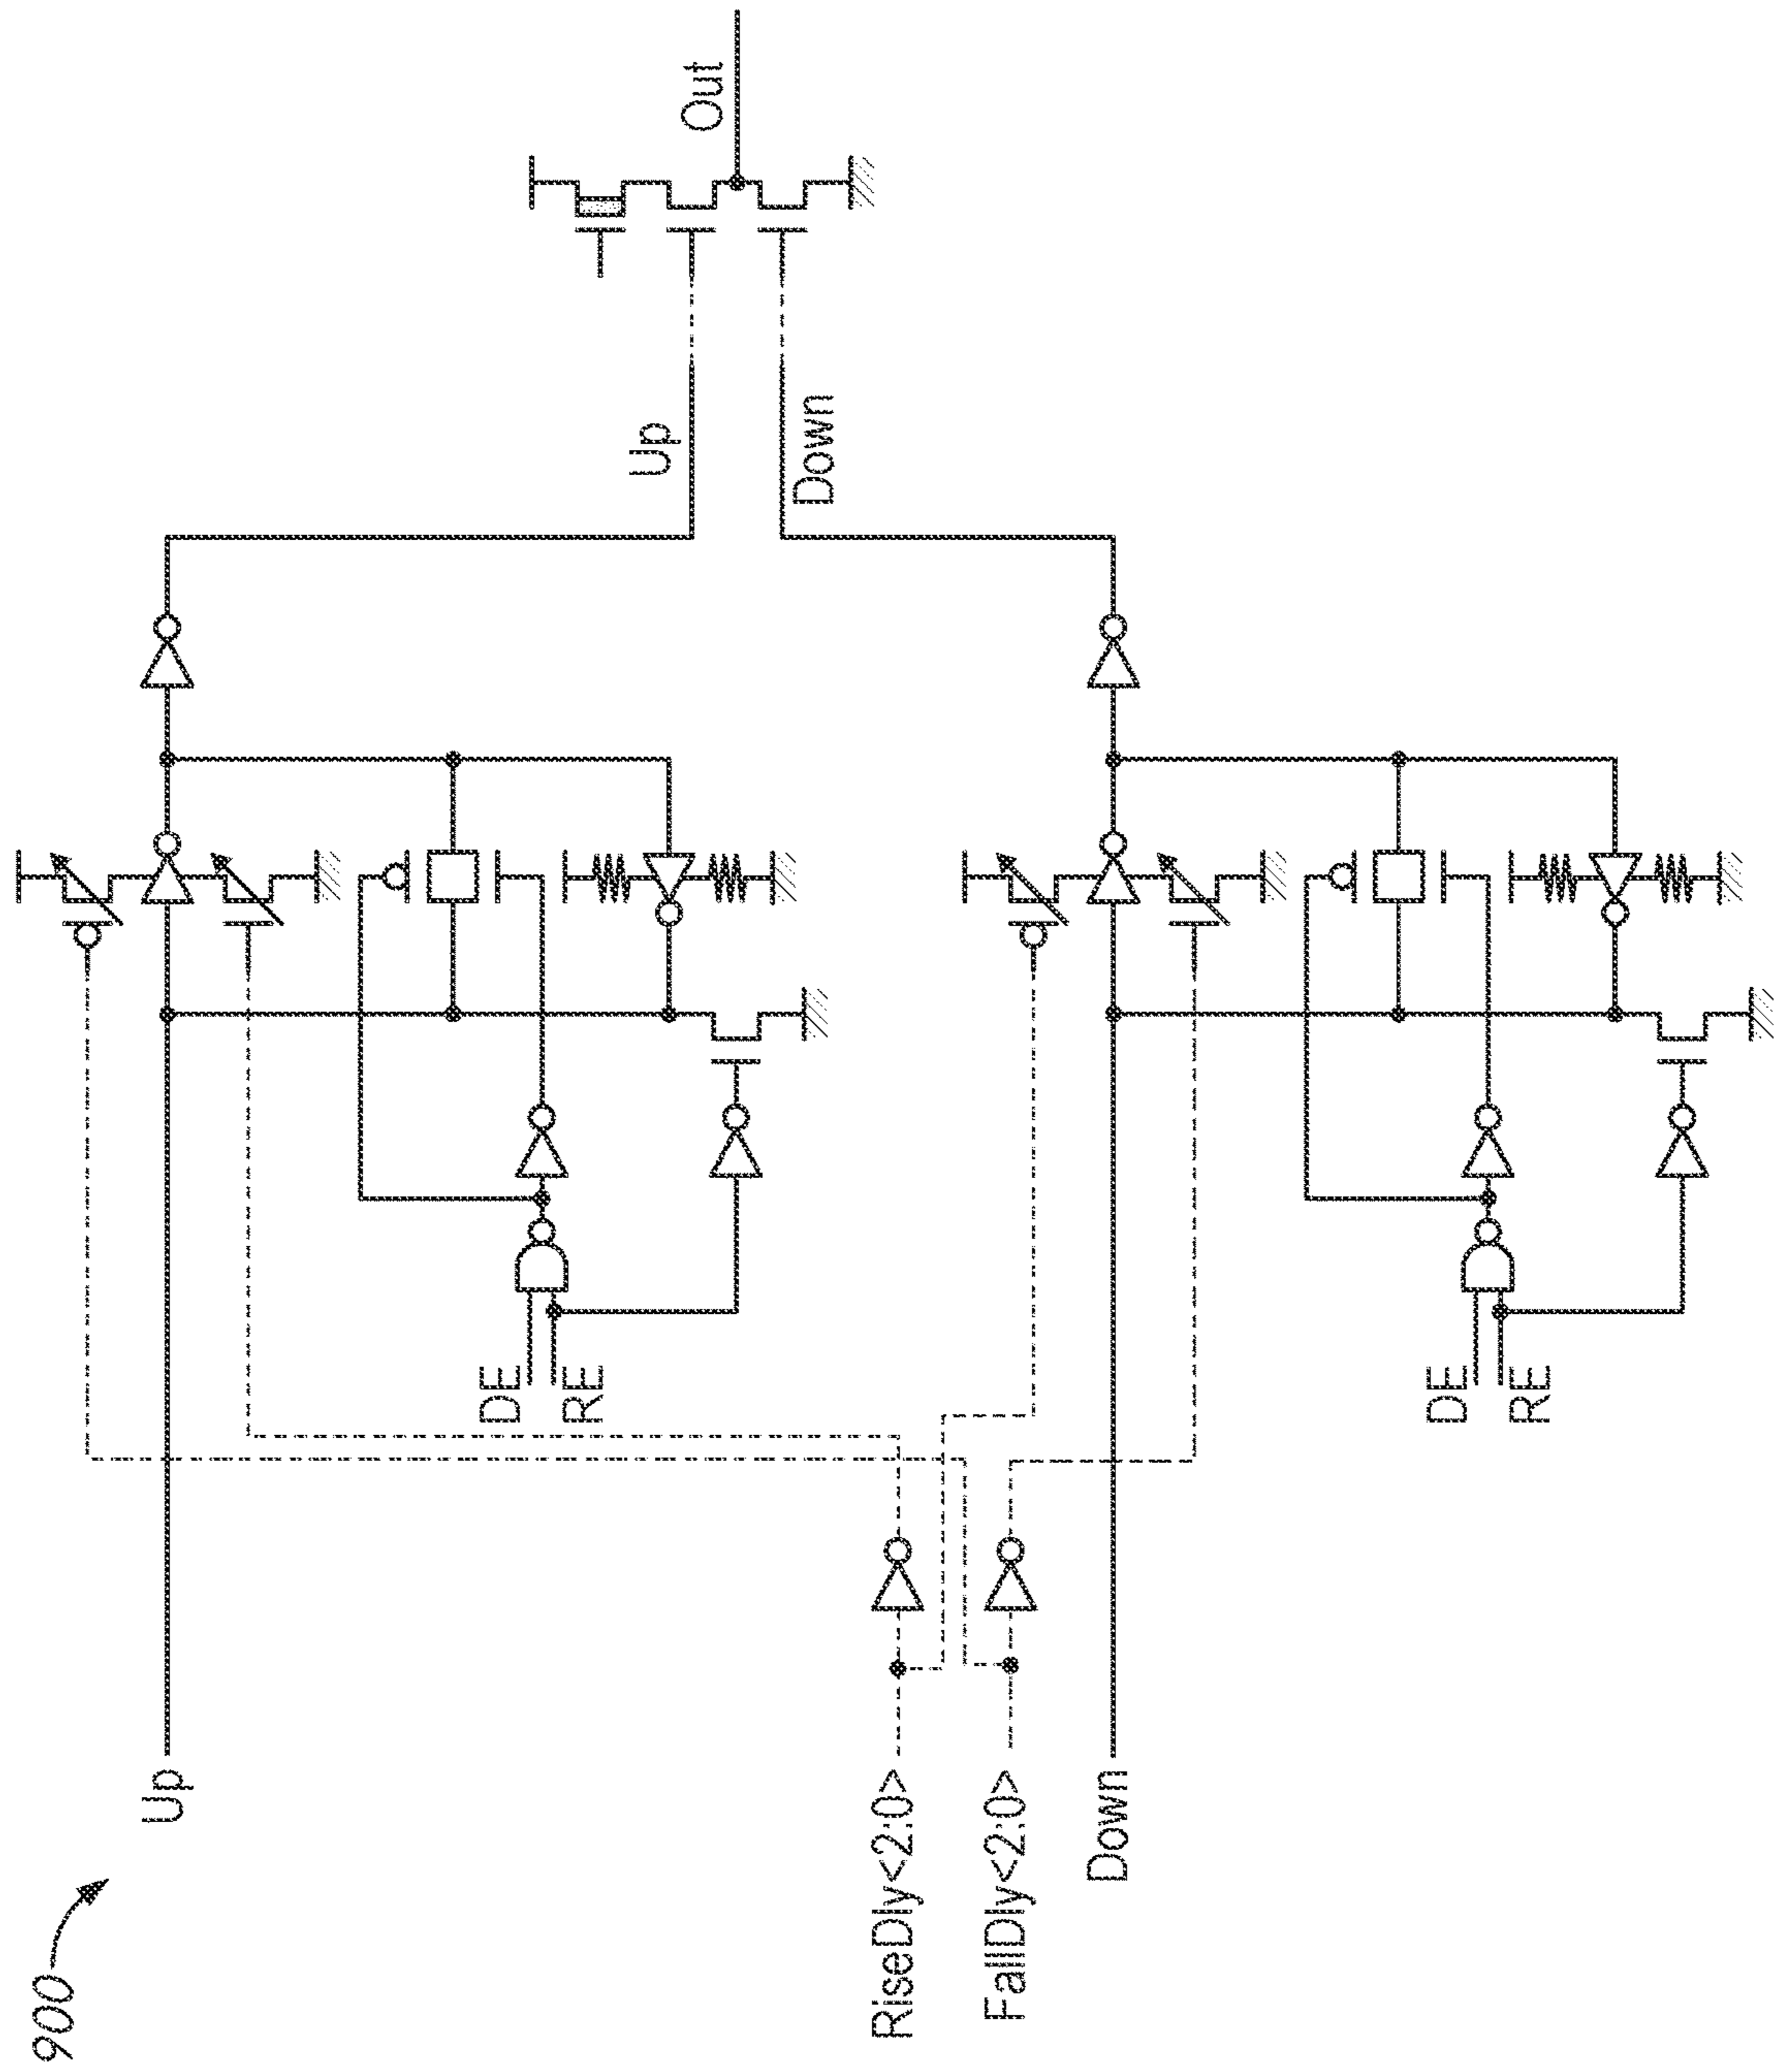 900
Up
RiseDly<2:0>
FallDly<2:0>
Down
DE
RE
DE
RE
Up
Down
Out